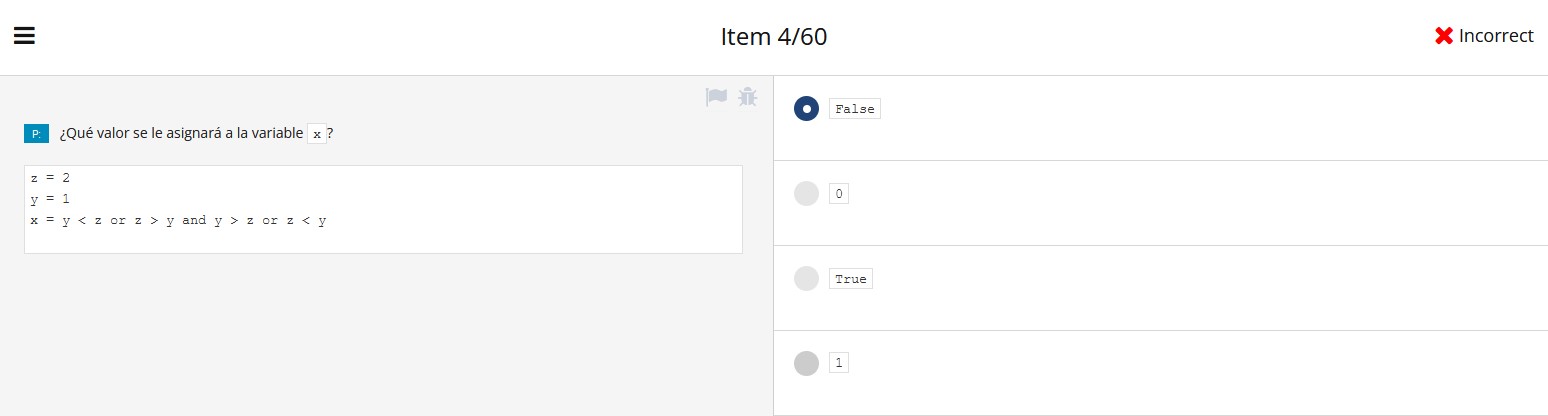 Item 4/60
Incorrect
P: ¿Qué valor se le asignará a la variable x ?
z = 2
y = 1
x = y < z or z > y and y > z or z < y
False
0
True
1